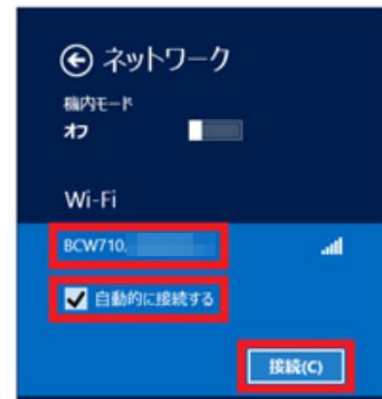 ネットワーク
機内モード
オフ
Wi-Fi
BCW710.
自動的に接続する
接続(C)